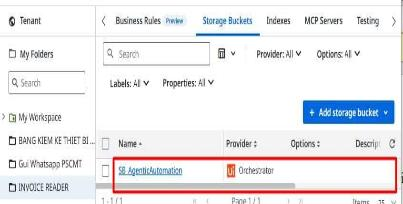 Tenant
Business Rules Preview Storage Buckets Indexes MCP Servers Testing
My Folders
Search
Provider: All Options: All
Search
Labels: All Properties: All
My Workspace
+ Add storage bucket
BANG KIEM KE THIET BI ...
Name Provider Options Descript
Gui Whatsapp PSCMT
SB_AgenticAutomation Ui Orchestrator
INVOICE READER
1 - 1 / 1 Page 1 / 1 Items 25